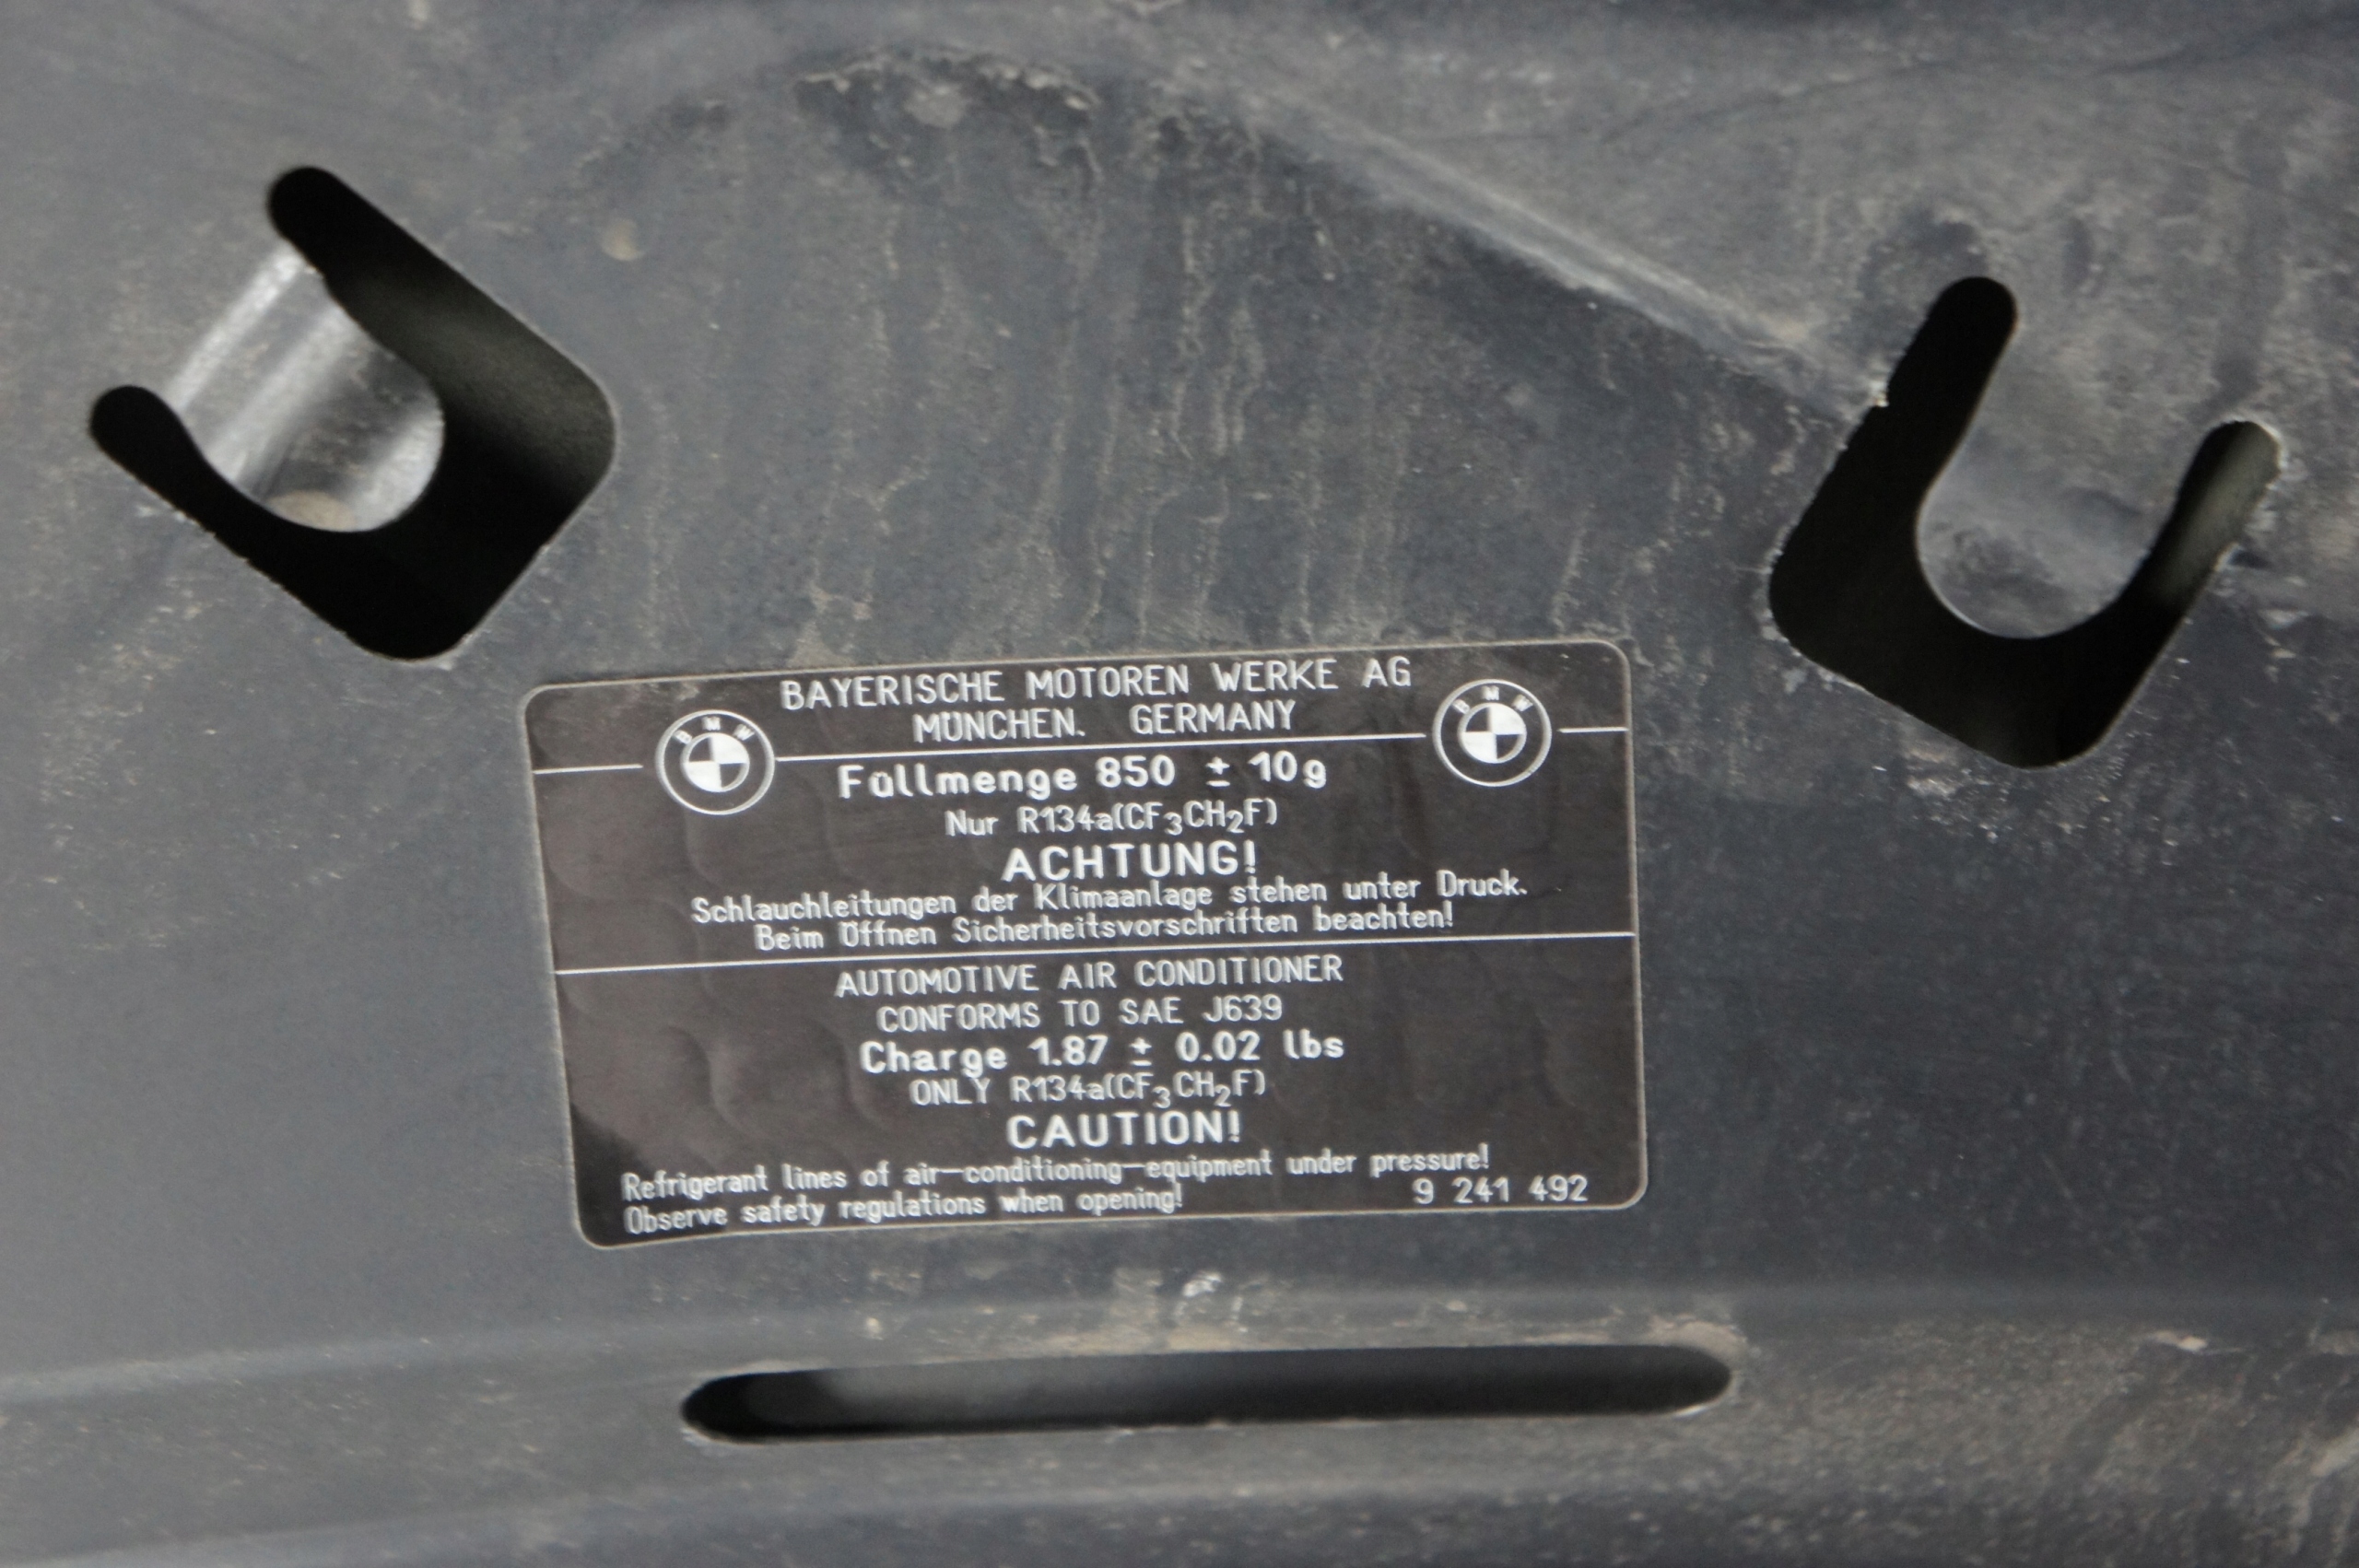 BAYERISCHE MOTOREN WERKE AG
MÜNCHEN. GERMANY
BMW
BMW
Füllmenge 850 ± 10g
Nur R134a(CF₃CH₂F)
ACHTUNG!
Schlauchleitungen der Klimaanlage stehen unter Druck.
Beim Öffnen Sicherheitsvorschriften beachten!
AUTOMOTIVE AIR CONDITIONER
CONFORMS TO SAE J639
Charge 1.87 ± 0.02 lbs
ONLY R134a(CF₃CH₂F)
CAUTION!
Refrigerant lines of air-conditioning-equipment under pressure!
Observe safety regulations when opening!
9 241 492